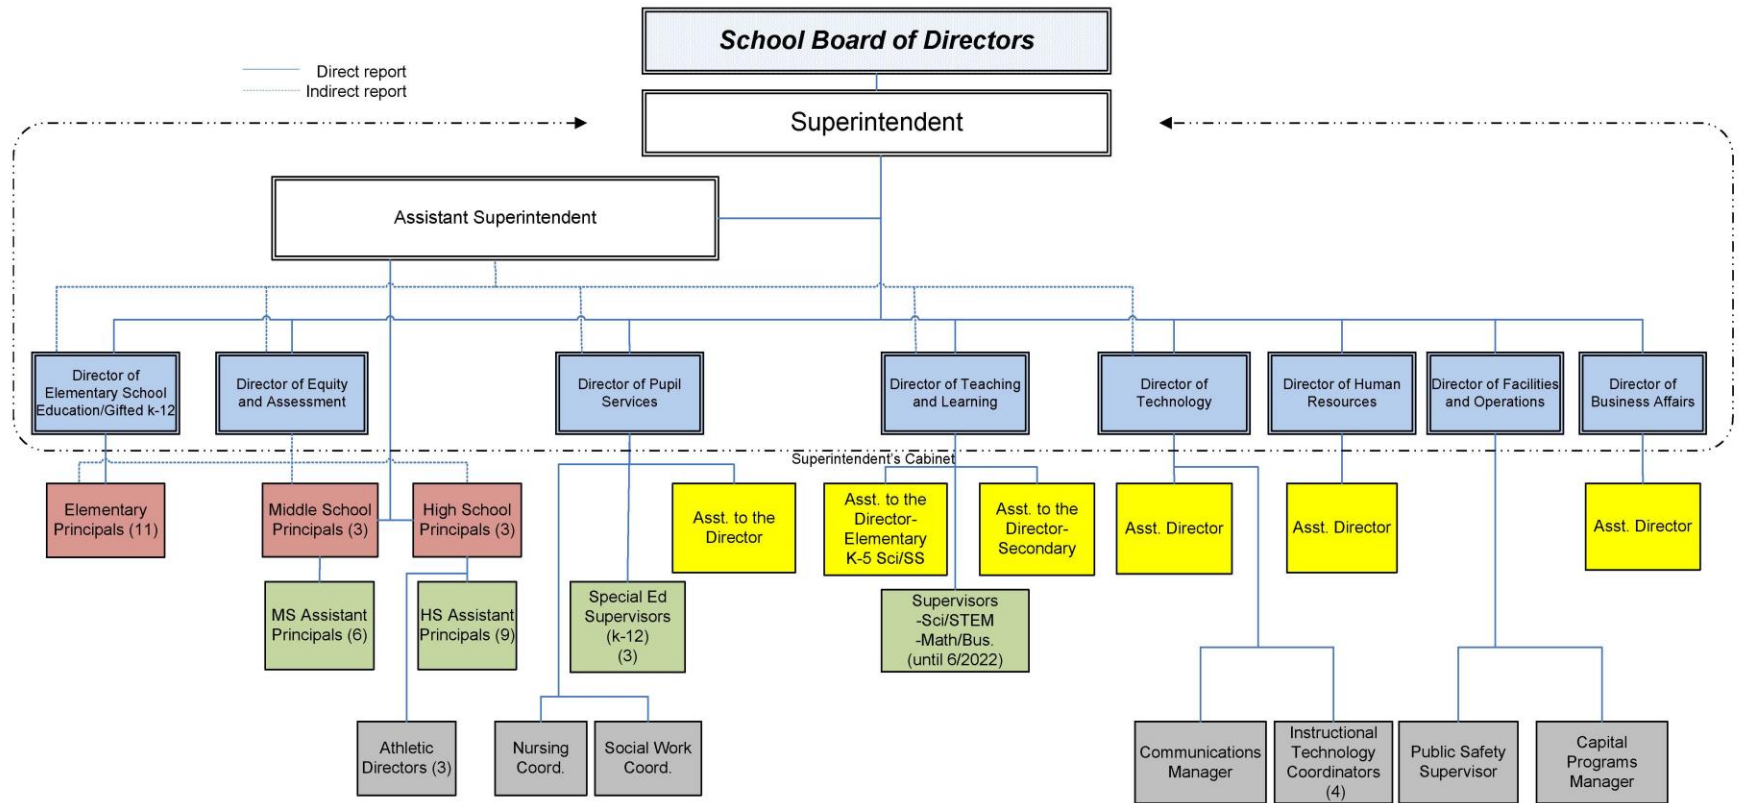 School Board of Directors
Direct report
Indirect report
Superintendent
Assistant Superintendent
Director of
Elementary School
Education/Gifted k-12
Director of Equity
and Assessment
Director of Pupil
Services
Director of Teaching
and Learning
Director of
Technology
Director of Human
Resources
Director of Facilities
and Operations
Director of
Business Affairs
Superintendent's Cabinet
Elementary
Principals (11)
Middle School
Principals (3)
High School
Principals (3)
Asst. to the
Director
Asst. to the
Director-
Elementary
K-5 Sci/SS
Asst. to the
Director-
Secondary
Asst. Director
Asst. Director
Asst. Director
MS Assistant
Principals (6)
HS Assistant
Principals (9)
Special Ed
Supervisors
(k-12)
(3)
Supervisors
-Sci/STEM
-Math/Bus.
(until 6/2022)
Athletic
Directors (3)
Nursing
Coord.
Social Work
Coord.
Communications
Manager
Instructional
Technology
Coordinators
(4)
Public Safety
Supervisor
Capital
Programs
Manager